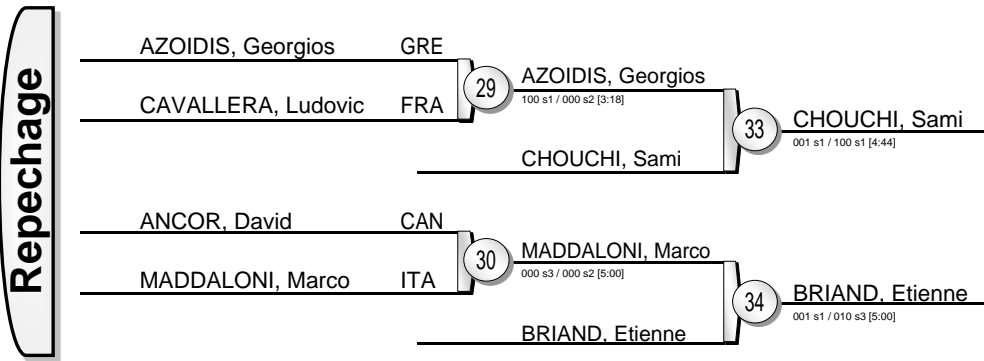 Repechage
AZOIDIS, Georgios GRE
CAVALLERA, Ludovic FRA
29
AZOIDIS, Georgios
100 s1 / 000 s2 [3:18]
CHOUCHI, Sami
33
CHOUCHI, Sami
001 s1 / 100 s1 [4:44]
ANCOR, David CAN
MADDALONI, Marco ITA
30
MADDALONI, Marco
000 s3 / 000 s2 [5:00]
BRIAND, Etienne
34
BRIAND, Etienne
001 s1 / 010 s3 [5:00]